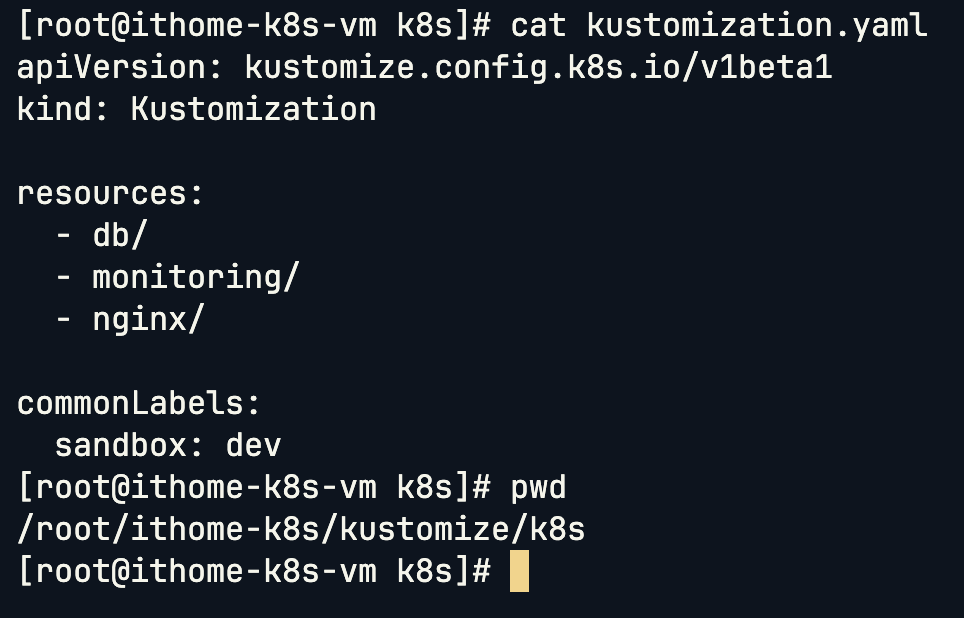 [root@ithome-k8s-vm k8s]# cat kustomization.yaml
apiVersion: kustomize.config.k8s.io/v1beta1
kind: Kustomization

resources:
  - db/
  - monitoring/
  - nginx/

commonLabels:
  sandbox: dev
[root@ithome-k8s-vm k8s]# pwd
/root/ithome-k8s/kustomize/k8s
[root@ithome-k8s-vm k8s]#